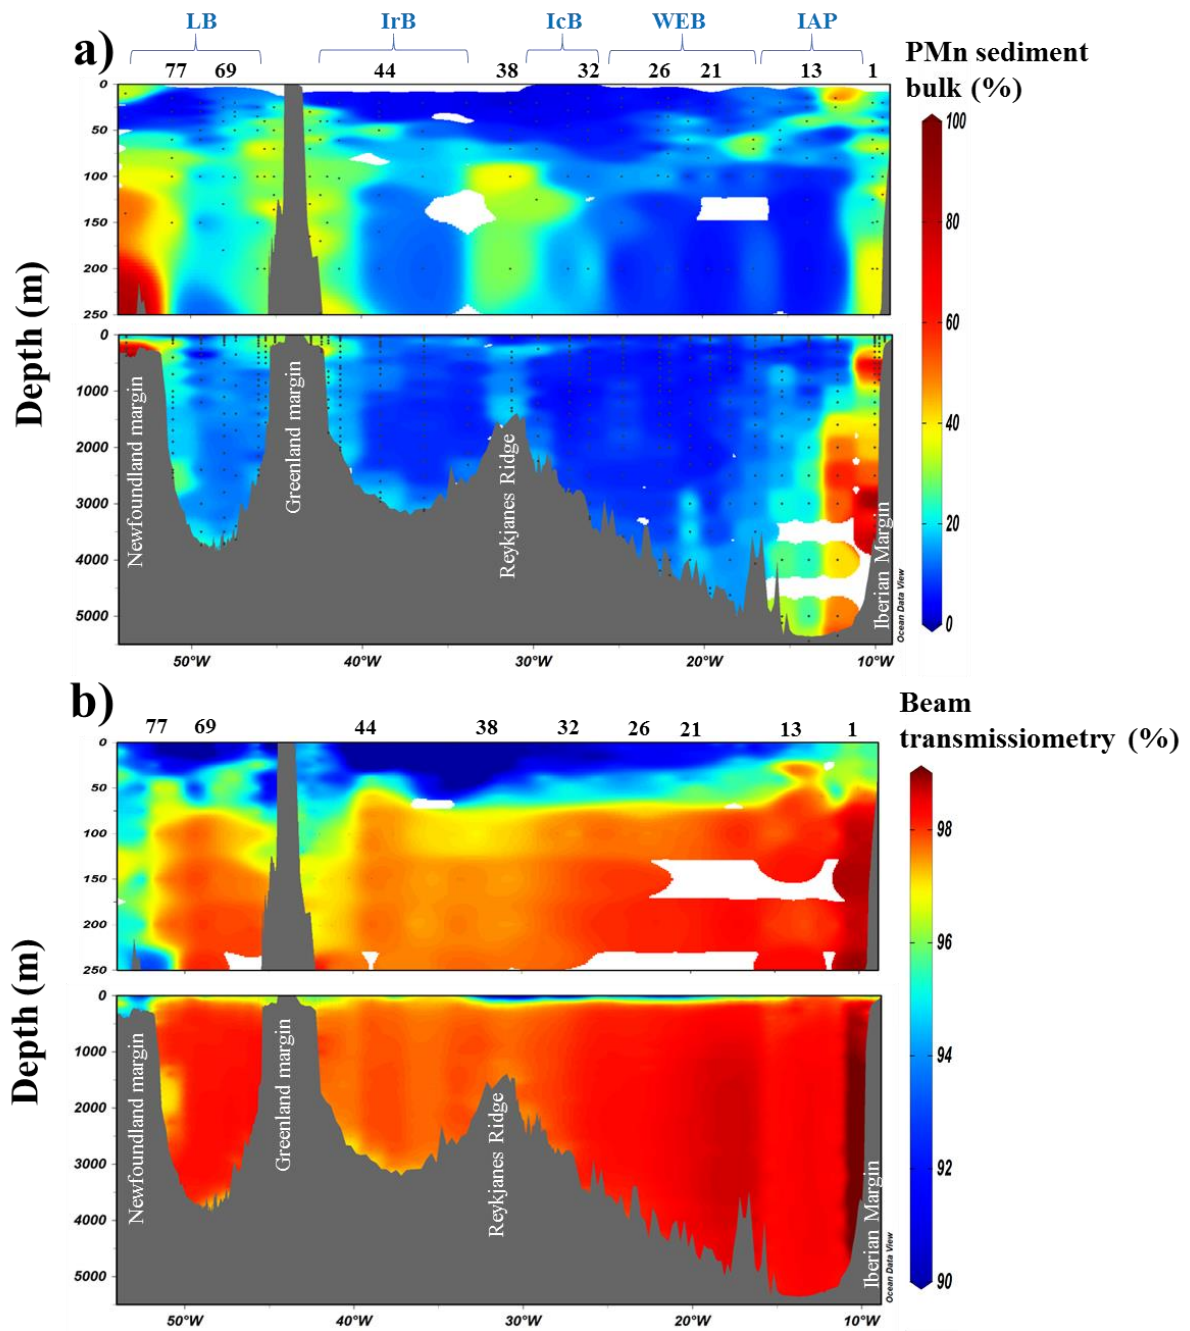 LB IrB IcB WEB IAP
a)
77 69 44 38 32 26 21 13 1
PMn sediment
bulk (%)
0
50
100
150
200
250
Depth (m)
0
1000
2000
3000
4000
5000
Newfoundland margin
Greenland margin
Reykjanes Ridge
Iberian Margin
Ocean Data View
50°W 40°W 30°W 20°W 10°W
100
80
60
40
20
0
b)
77 69 44 38 32 26 21 13 1
Beam
transmissiometry (%)
0
50
100
150
200
250
Depth (m)
0
1000
2000
3000
4000
5000
Newfoundland margin
Greenland margin
Reykjanes Ridge
Iberian Margin
Ocean Data View
50°W 40°W 30°W 20°W 10°W
98
96
94
92
90